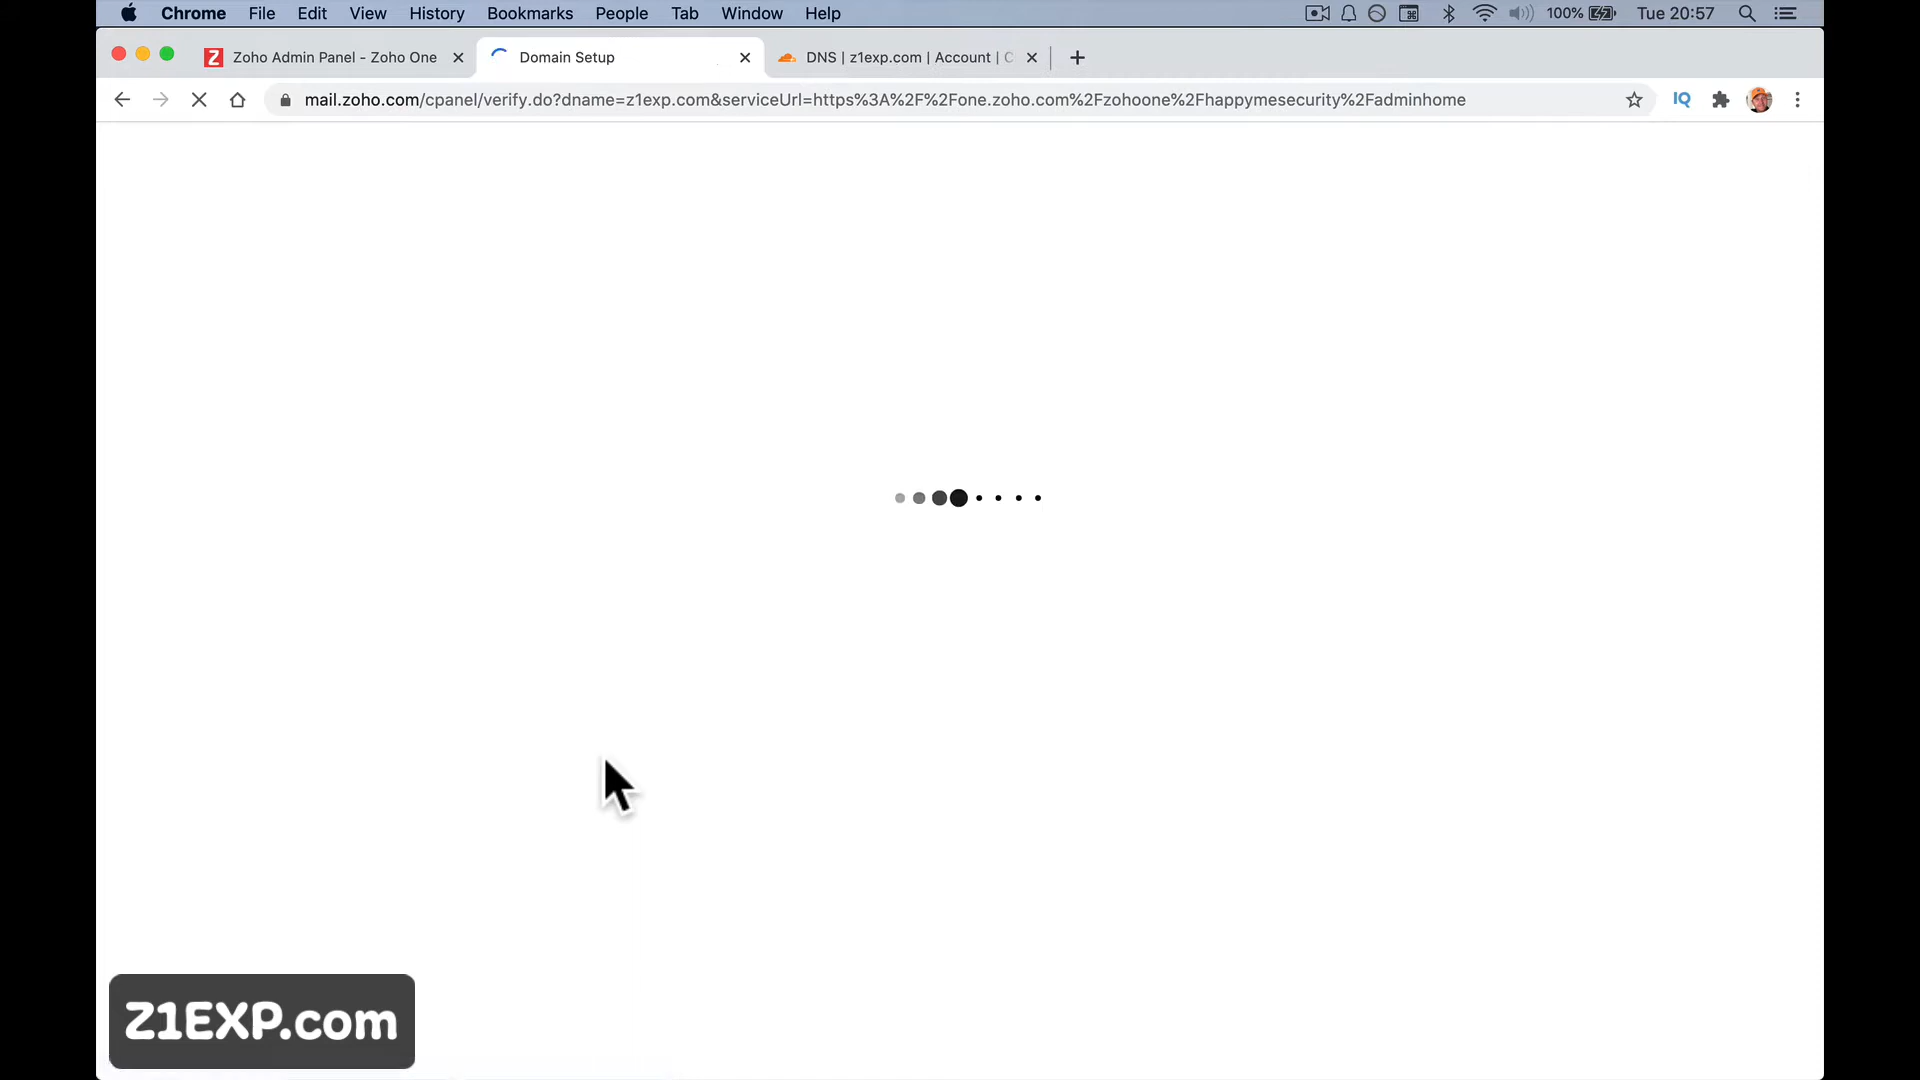 Chrome File Edit View History Bookmarks People Tab Window Help 100% Tue 20:57
Zoho Admin Panel - Zoho One Domain Setup DNS | z1exp.com | Account | C
mail.zoho.com/cpanel/verify.do?dname=z1exp.com&serviceUrl=https%3A%2F%2Fone.zoho.com%2Fzohoone%2Fhappymesecurity%2Fadminhome IQ
Z1EXP.com